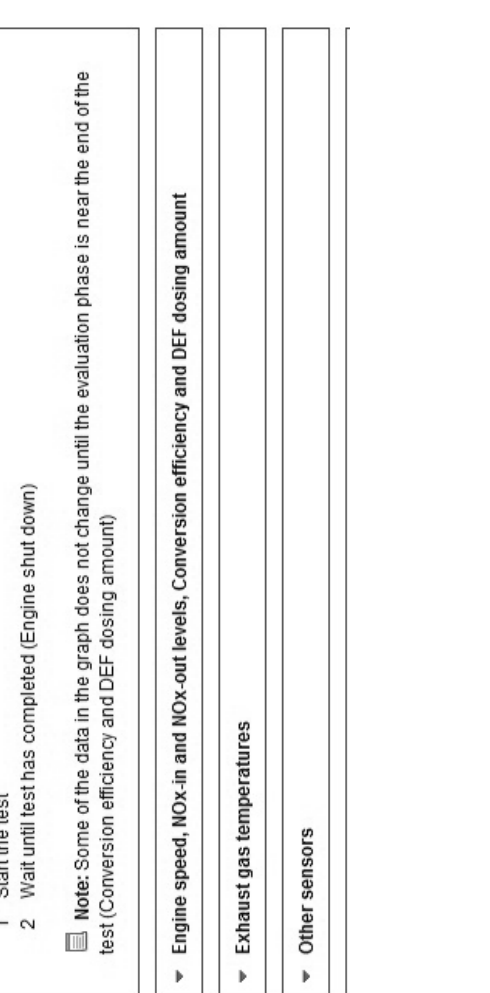 1 Start the test
2 Wait until test has completed (Engine shut down)
Note: Some of the data in the graph does not change until the evaluation phase is near the end of the
test (Conversion efficiency and DEF dosing amount)
Engine speed, NOx-in and NOx-out levels, Conversion efficiency and DEF dosing amount
Exhaust gas temperatures
Other sensors